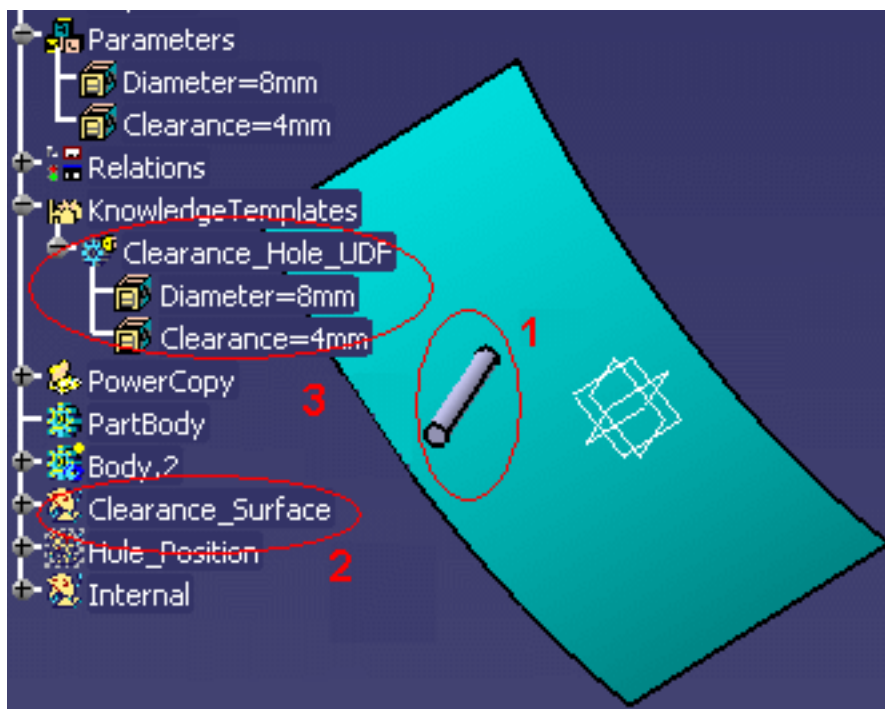 Parameters
Diameter=8mm
Clearance=4mm
Relations
KnowledgeTemplates
Clearance_Hole_UDF
Diameter=8mm
1
Clearance=4mm
PowerCopy
3
PartBody
Body.2
Clearance_Surface
Hole_Position
2
Internal